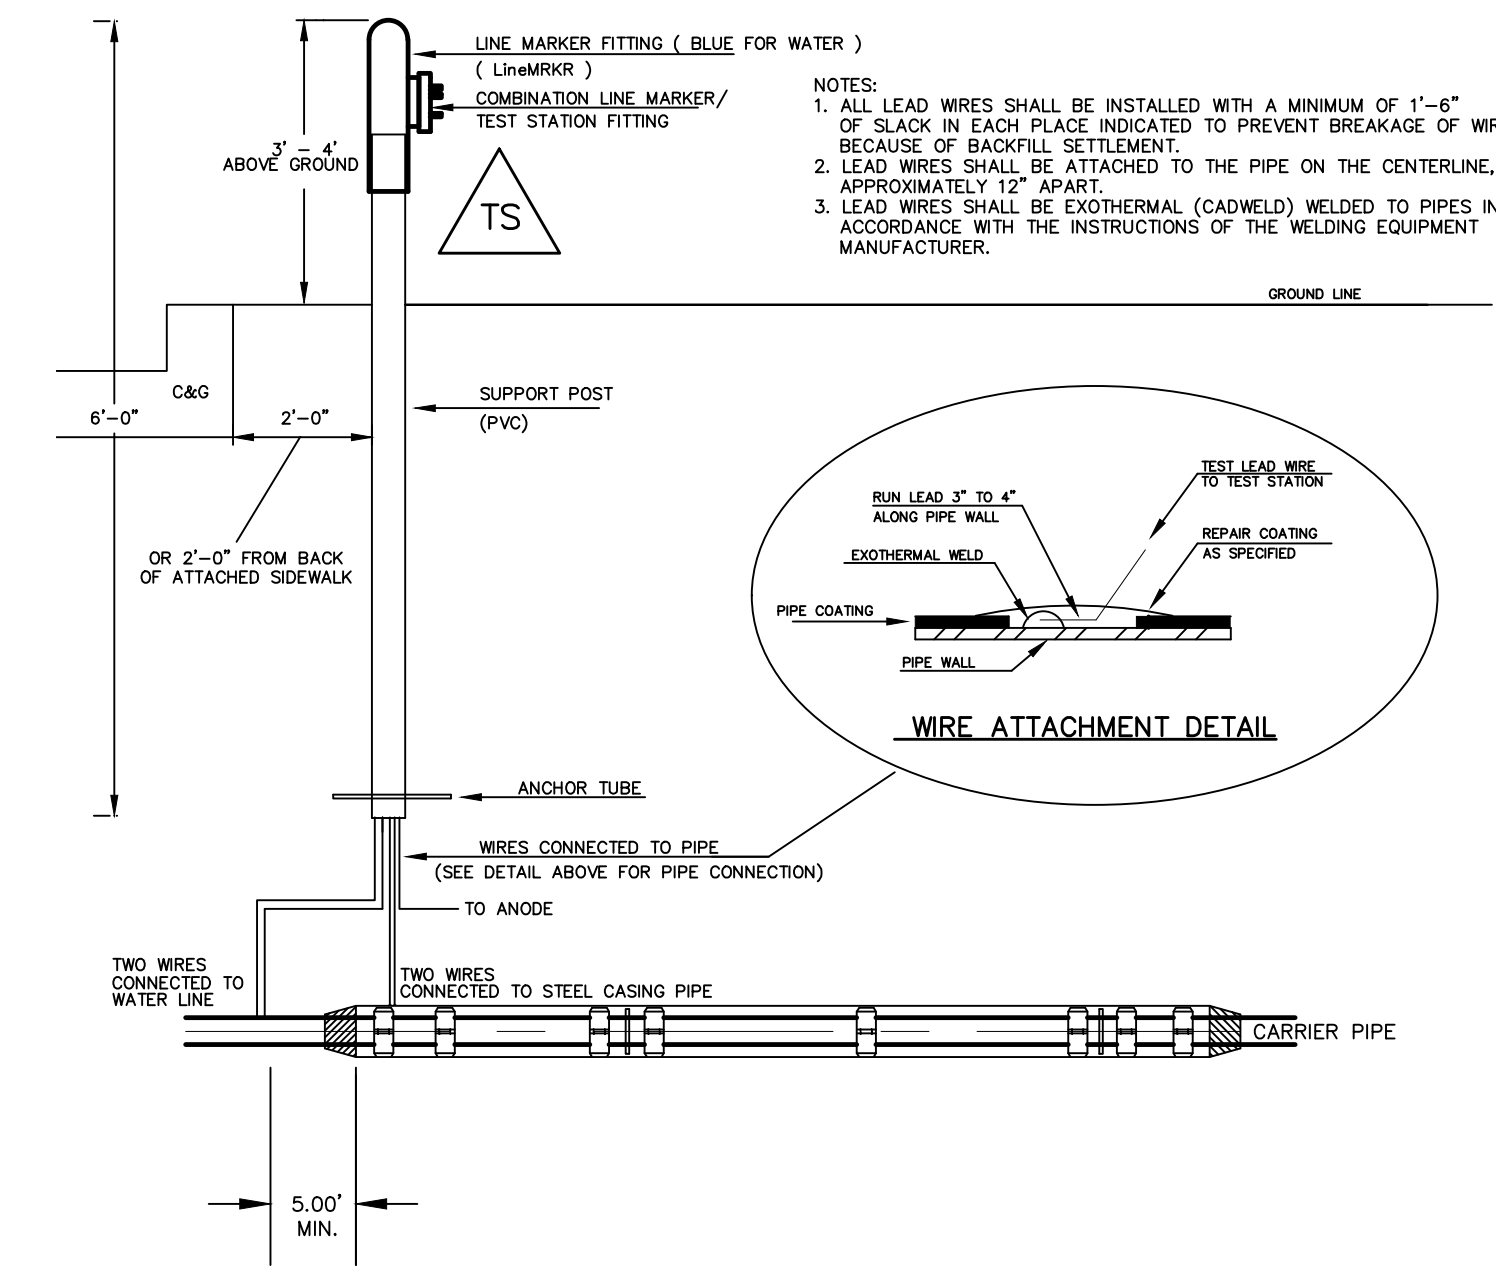 LINE MARKER FITTING ( BLUE FOR WATER )
( LineMRKR )
COMBINATION LINE MARKER/
TEST STATION FITTING
3' – 4'
ABOVE GROUND
TS
NOTES:
1. ALL LEAD WIRES SHALL BE INSTALLED WITH A MINIMUM OF 1'–6"
OF SLACK IN EACH PLACE INDICATED TO PREVENT BREAKAGE OF
BECAUSE OF BACKFILL SETTLEMENT.
2. LEAD WIRES SHALL BE ATTACHED TO THE PIPE ON THE CENTERLINE,
APPROXIMATELY 12" APART.
3. LEAD WIRES SHALL BE EXOTHERMAL (CADWELD) WELDED TO PIPES IN
ACCORDANCE WITH THE INSTRUCTIONS OF THE WELDING EQUIPMENT
MANUFACTURER.
GROUND LINE
C&G
6'–0"
2'–0"
SUPPORT POST
(PVC)
OR 2'–0" FROM BACK
OF ATTACHED SIDEWALK
TEST LEAD WIRE
TO TEST STATION
RUN LEAD 3" TO 4"
ALONG PIPE WALL
REPAIR COATING
AS SPECIFIED
EXOTHERMAL WELD
PIPE COATING
PIPE WALL
WIRE ATTACHMENT DETAIL
ANCHOR TUBE
WIRES CONNECTED TO PIPE
(SEE DETAIL ABOVE FOR PIPE CONNECTION)
TO ANODE
TWO WIRES
CONNECTED TO
WATER LINE
TWO WIRES
CONNECTED TO STEEL CASING PIPE
CARRIER PIPE
5.00'
MIN.